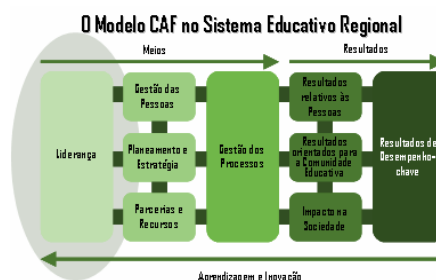 O Modelo CAF no Sistema Educativo Regional
Meios
Resultados
Liderança
Gestão das
Pessoas
Planeamento e
Estratégia
Parcerias e
Recursos
Gestão dos
Processos
Resultados
relativos às
Pessoas
Resultados
orientados para
a Comunidade
Educativa
Impacto na
Sociedade
Resultados de
Desempenho-
chave
Aprendizagem e Inovação